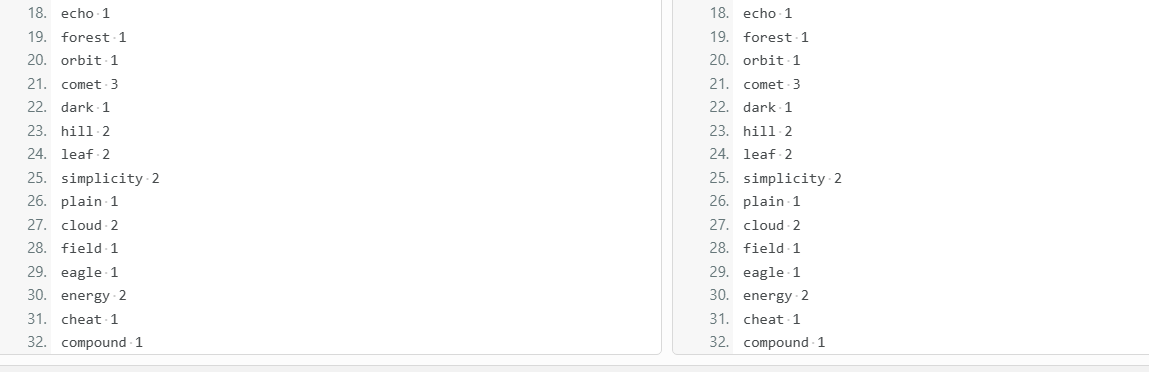 18. echo 1
19. forest 1
20. orbit 1
21. comet 3
22. dark 1
23. hill 2
24. leaf 2
25. simplicity 2
26. plain 1
27. cloud 2
28. field 1
29. eagle 1
30. energy 2
31. cheat 1
32. compound 1
18. echo 1
19. forest 1
20. orbit 1
21. comet 3
22. dark 1
23. hill 2
24. leaf 2
25. simplicity 2
26. plain 1
27. cloud 2
28. field 1
29. eagle 1
30. energy 2
31. cheat 1
32. compound 1